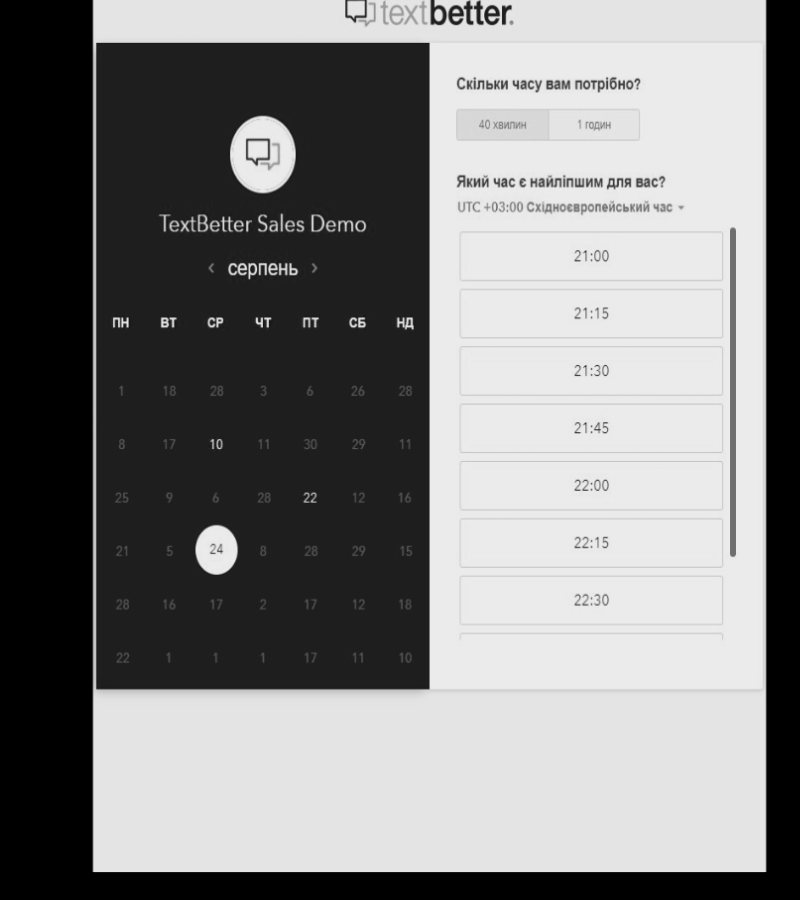 textbetter.
TextBetter Sales Demo
< серпень >
ПН ВТ СР ЧТ ПТ СБ НД
1 18 28 3 6 26 28
8 17 10 11 30 29 11
25 9 6 28 22 12 16
21 5 24 8 28 29 15
28 16 17 2 17 12 18
22 1 1 1 17 11 10
Скільки часу вам потрібно?
40 хвилин 1 годин
Який час є найліпшим для вас?
UTC +03:00 Східноєвропейський час
21:00
21:15
21:30
21:45
22:00
22:15
22:30